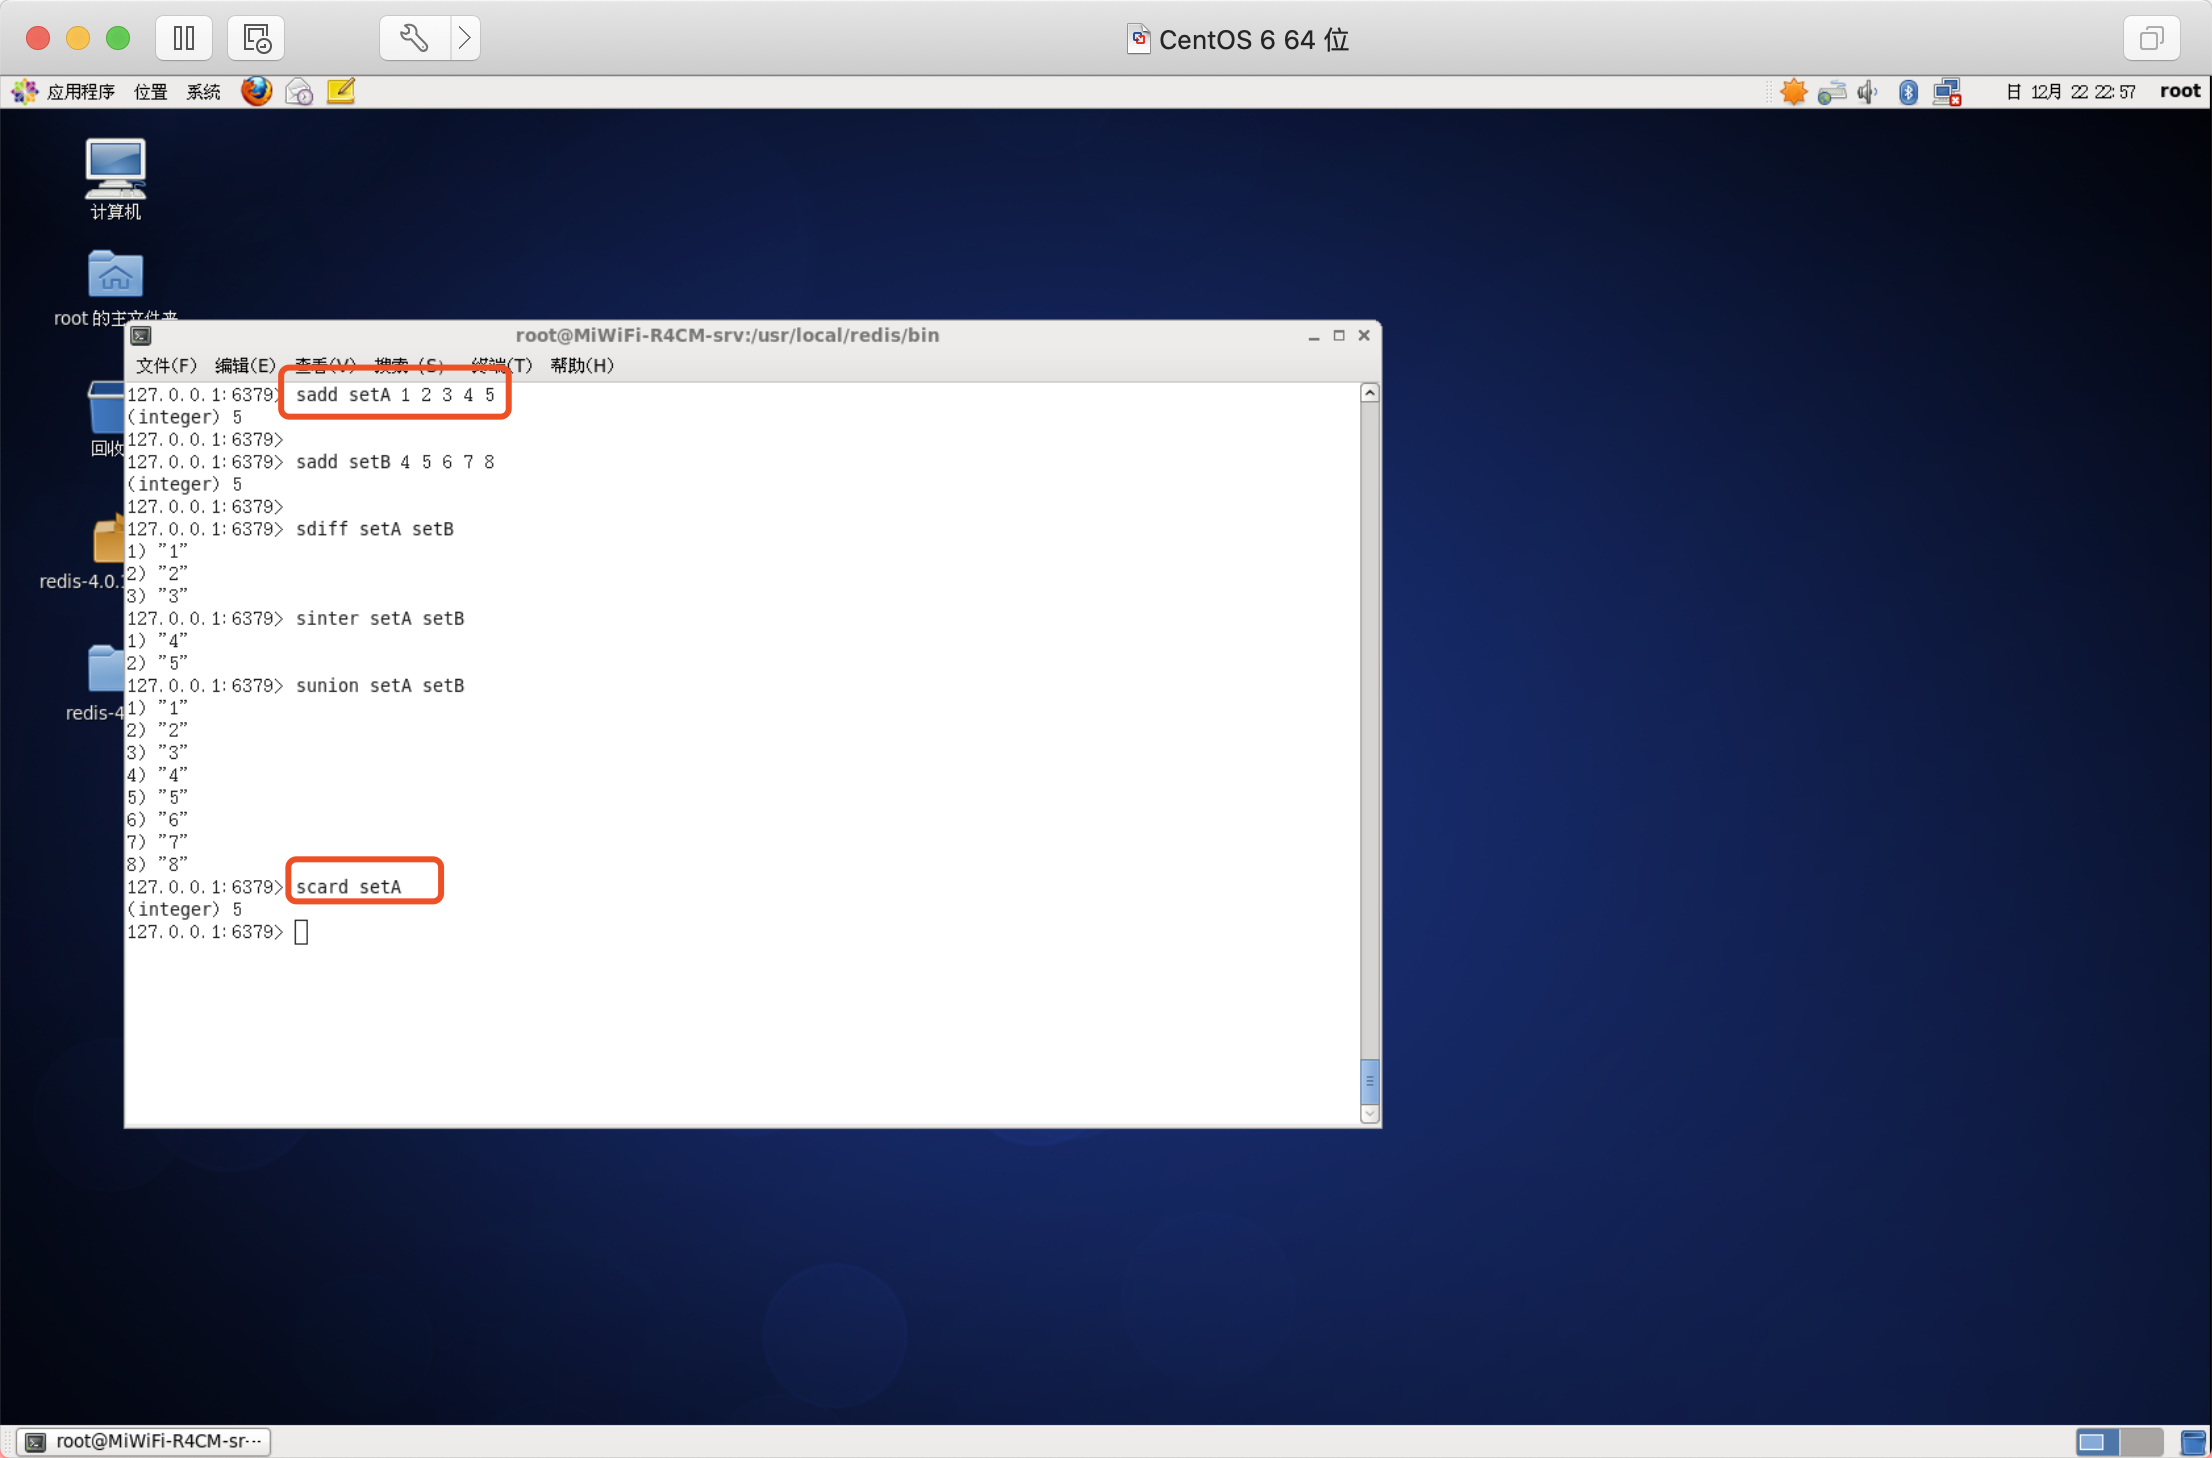 CentOS 6 64 位
应用程序 位置 系统
日 12月 22 22:57 root
计算机
root 的主文件夹
root@MiWiFi-R4CM-srv:/usr/local/redis/bin
文件(F) 编辑(E) 查看(V) 搜索 (S) 终端(T) 帮助(H)
127.0.0.1:6379> sadd setA 1 2 3 4 5
(integer) 5
127.0.0.1:6379>
127.0.0.1:6379> sadd setB 4 5 6 7 8
(integer) 5
127.0.0.1:6379>
127.0.0.1:6379> sdiff setA setB
1) "1"
2) "2"
3) "3"
127.0.0.1:6379> sinter setA setB
1) "4"
2) "5"
127.0.0.1:6379> sunion setA setB
1) "1"
2) "2"
3) "3"
4) "4"
5) "5"
6) "6"
7) "7"
8) "8"
127.0.0.1:6379> scard setA
(integer) 5
127.0.0.1:6379>
回收
redis-4.0.
redis-4
root@MiWiFi-R4CM-sr···